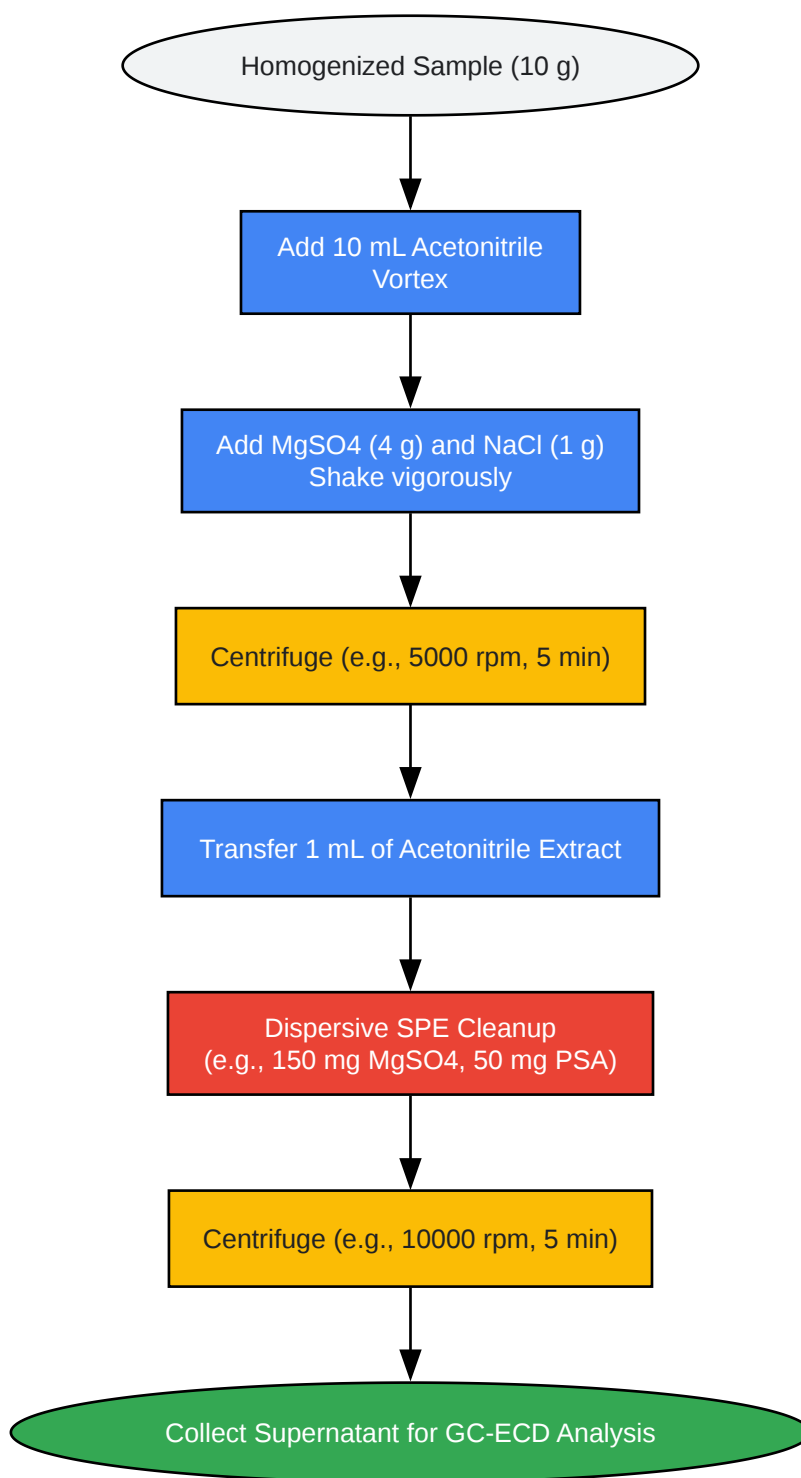 Homogenized Sample (10 g)
Add 10 mL Acetonitrile
Vortex
Add MgSO4 (4 g) and NaCl (1 g)
Shake vigorously
Centrifuge (e.g., 5000 rpm, 5 min)
Transfer 1 mL of Acetonitrile Extract
Dispersive SPE Cleanup
(e.g., 150 mg MgSO4, 50 mg PSA)
Centrifuge (e.g., 10000 rpm, 5 min)
Collect Supernatant for GC-ECD Analysis